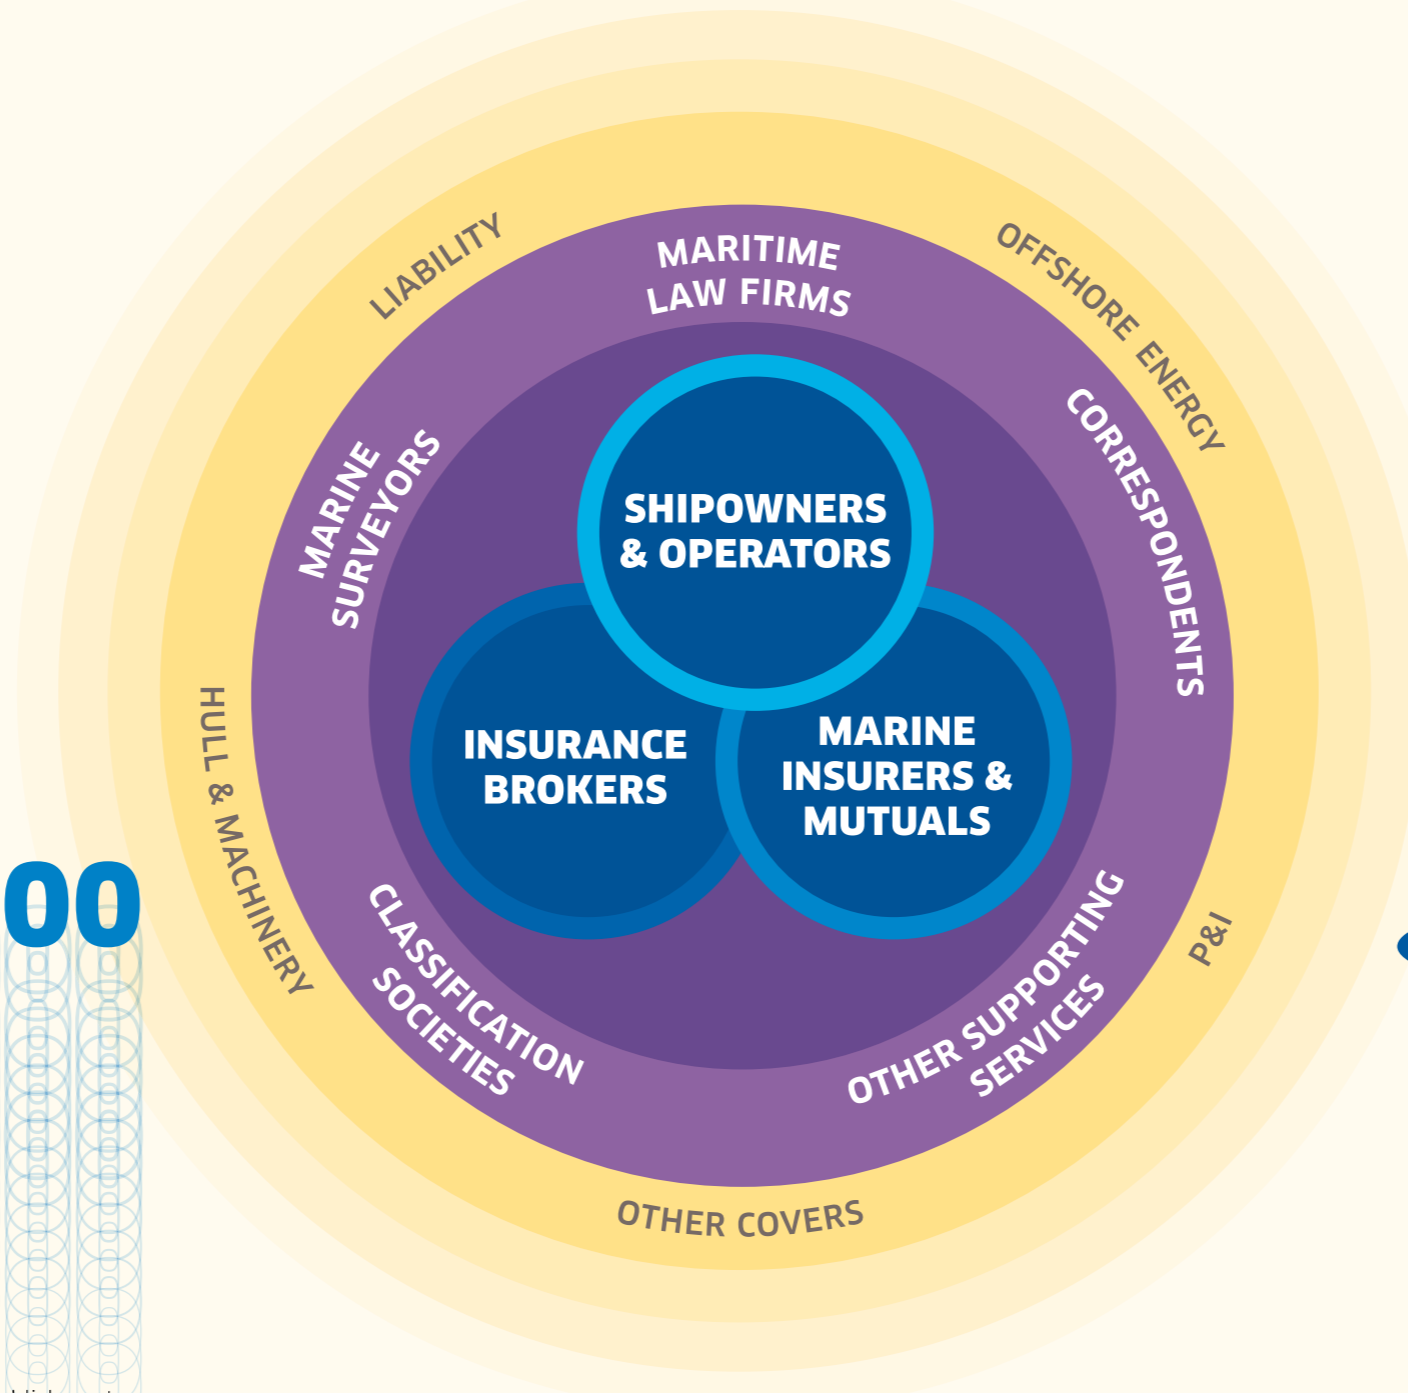 LIABILITY
OFFSHORE ENERGY
MARITIME
LAW FIRMS
MARINE
SURVEYORS
CORRESPONDENTS
SHIPOWNERS
& OPERATORS
INSURANCE
BROKERS
MARINE
INSURERS &
MUTUALS
HULL & MACHINERY
00
CLASSIFICATION
SOCIETIES
OTHER SUPPORTING
SERVICES
P&I
OTHER COVERS